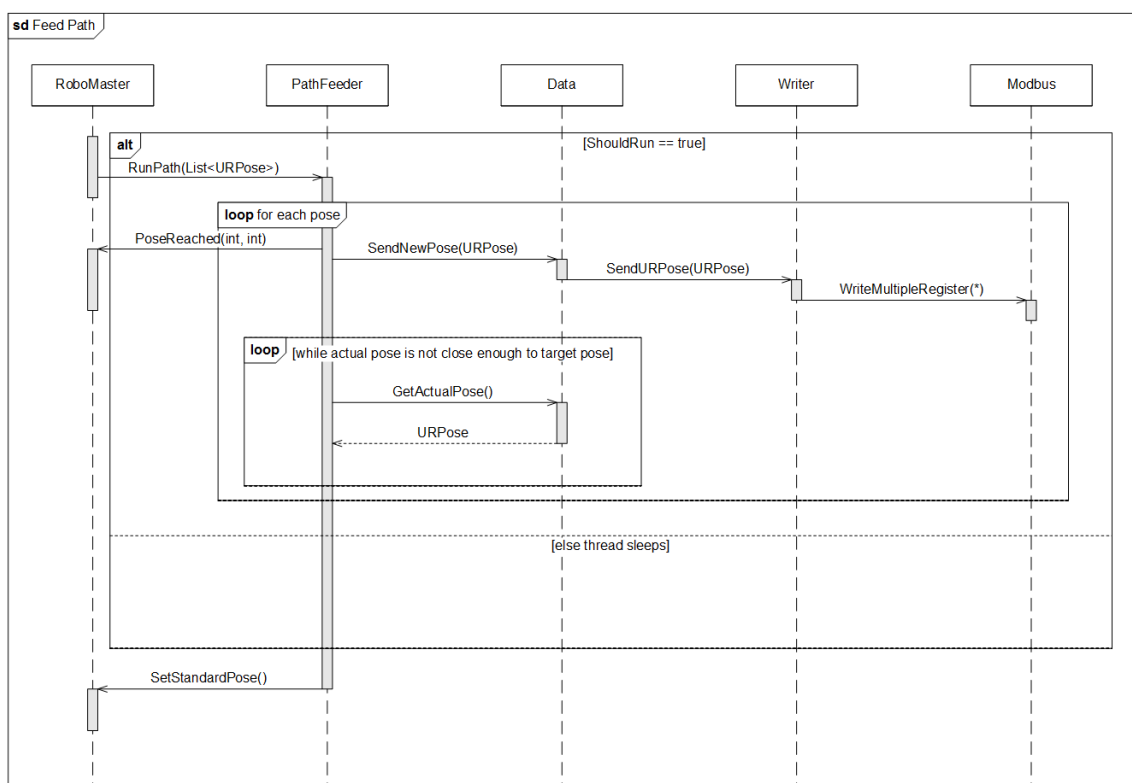 sd Feed Path
RoboMaster
PathFeeder
Data
Writer
Modbus
alt
[ShouldRun == true]
RunPath(List<URPose>)
loop for each pose
PoseReached(int, int)
SendNewPose(URPose)
SendURPose(URPose)
WriteMultipleRegister(*)
loop [while actual pose is not close enough to target pose]
GetActualPose()
URPose
[else thread sleeps]
SetStandardPose()